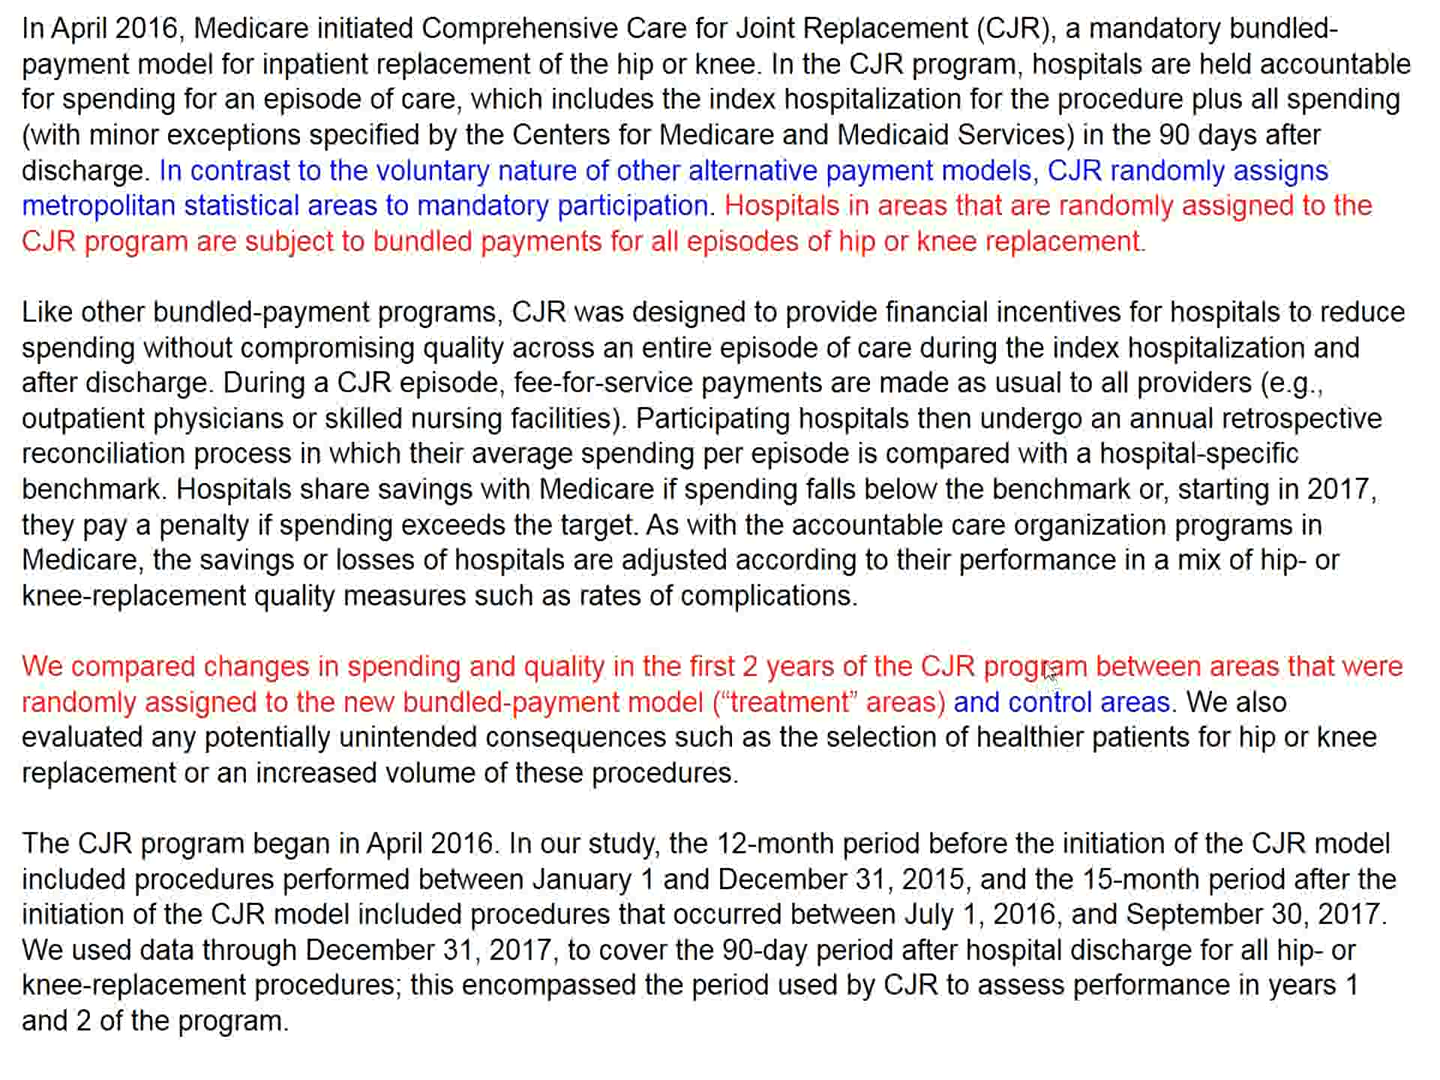 In April 2016, Medicare initiated Comprehensive Care for Joint Replacement (CJR), a mandatory bundled-
payment model for inpatient replacement of the hip or knee. In the CJR program, hospitals are held accountable
for spending for an episode of care, which includes the index hospitalization for the procedure plus all spending
(with minor exceptions specified by the Centers for Medicare and Medicaid Services) in the 90 days after
discharge. In contrast to the voluntary nature of other alternative payment models, CJR randomly assigns
metropolitan statistical areas to mandatory participation. Hospitals in areas that are randomly assigned to the
CJR program are subject to bundled payments for all episodes of hip or knee replacement.
Like other bundled-payment programs, CJR was designed to provide financial incentives for hospitals to reduce
spending without compromising quality across an entire episode of care during the index hospitalization and
after discharge. During a CJR episode, fee-for-service payments are made as usual to all providers (e.g.,
outpatient physicians or skilled nursing facilities). Participating hospitals then undergo an annual retrospective
reconciliation process in which their average spending per episode is compared with a hospital-specific
benchmark. Hospitals share savings with Medicare if spending falls below the benchmark or, starting in 2017,
they pay a penalty if spending exceeds the target. As with the accountable care organization programs in
Medicare, the savings or losses of hospitals are adjusted according to their performance in a mix of hip- or
knee-replacement quality measures such as rates of complications.
We compared changes in spending and quality in the first 2 years of the CJR program between areas that were
randomly assigned to the new bundled-payment model (“treatment” areas) and control areas. We also
evaluated any potentially unintended consequences such as the selection of healthier patients for hip or knee
replacement or an increased volume of these procedures.
The CJR program began in April 2016. In our study, the 12-month period before the initiation of the CJR model
included procedures performed between January 1 and December 31, 2015, and the 15-month period after the
initiation of the CJR model included procedures that occurred between July 1, 2016, and September 30, 2017.
We used data through December 31, 2017, to cover the 90-day period after hospital discharge for all hip- or
knee-replacement procedures; this encompassed the period used by CJR to assess performance in years 1
and 2 of the program.